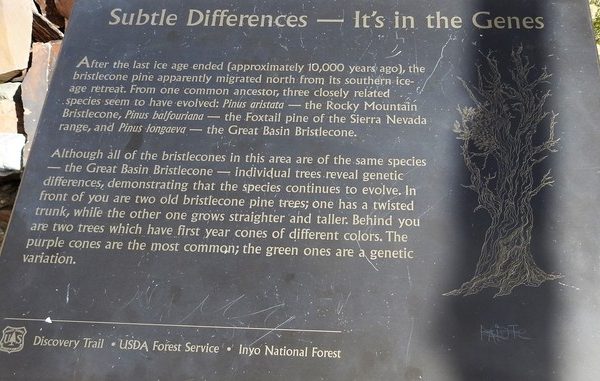 Subtle Differences — It's in the Genes
After the last ice age ended (approximately 10,000 years ago), the
bristlecone pine apparently migrated north from its southern ice-
age retreat. From one common ancestor, three closely related
species seem to have evolved: Pinus aristata — the Rocky Mountain
Bristlecone, Pinus balfouriana — the Foxtail pine of the Sierra Nevada
range, and Pinus longaeva — the Great Basin Bristlecone.
Although all of the bristlecones in this area are of the same species
— the Great Basin Bristlecone — individual trees reveal genetic
differences, demonstrating that the species continues to evolve. In
front of you are two old bristlecone pine trees; one has a twisted
trunk, while the other one grows straighter and taller. Behind you
are two trees which have first year cones of different colors. The
purple cones are the most common; the green ones are a genetic
variation.
US
Discovery Trail • USDA Forest Service • Inyo National Forest